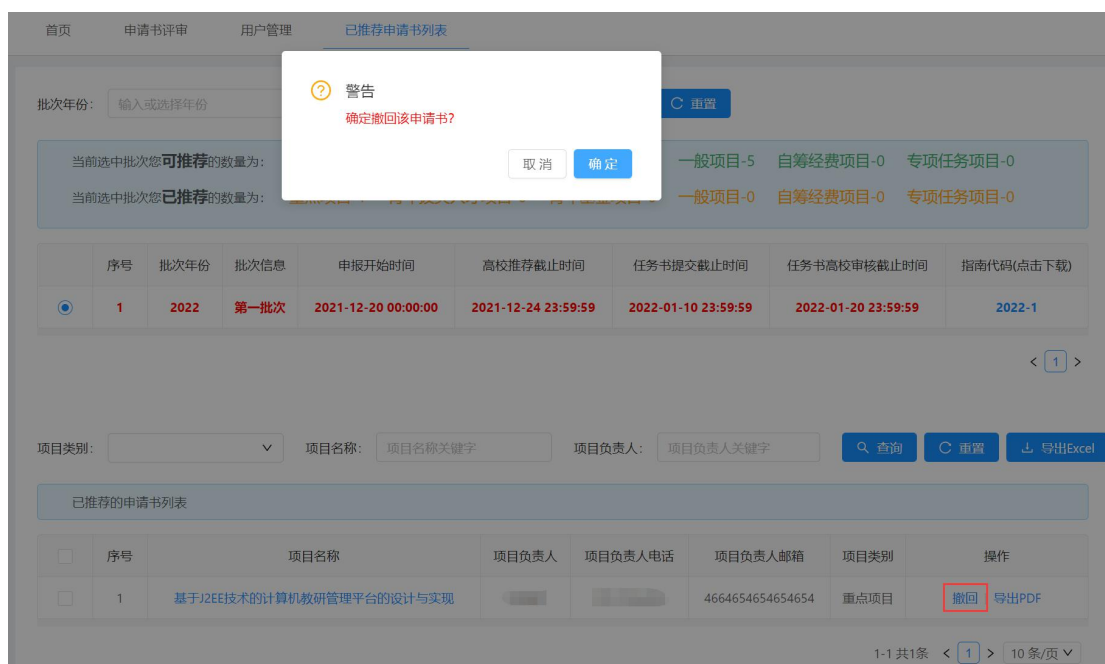 首页 申请书评审 用户管理 已推荐申请书列表
警告
确定撤回该申请书?
取消 确定
批次年份: 输入或选择年份 重置
当前选中批次您可推荐的数量为: 一般项目-5 自筹经费项目-0 专项任务项目-0
当前选中批次您已推荐的数量为: 一般项目-0 自筹经费项目-0 专项任务项目-0
序号 批次年份 批次信息 申报开始时间 高校推荐截止时间 任务书提交截止时间 任务书高校审核截止时间 指南代码(点击下载)
1 2022 第一批次 2021-12-20 00:00:00 2021-12-24 23:59:59 2022-01-10 23:59:59 2022-01-20 23:59:59 2022-1
< 1 >
项目类别: 项目名称: 项目名称关键字 项目负责人: 项目负责人关键字 查询 重置 导出Excel
已推荐的申请书列表
序号 项目名称 项目负责人 项目负责人电话 项目负责人邮箱 项目类别 操作
1 基于J2EE技术的计算机教研管理平台的设计与实现 4664654654654654 重点项目 撤回 导出PDF
1-1 共1条 < 1 > 10 条/页